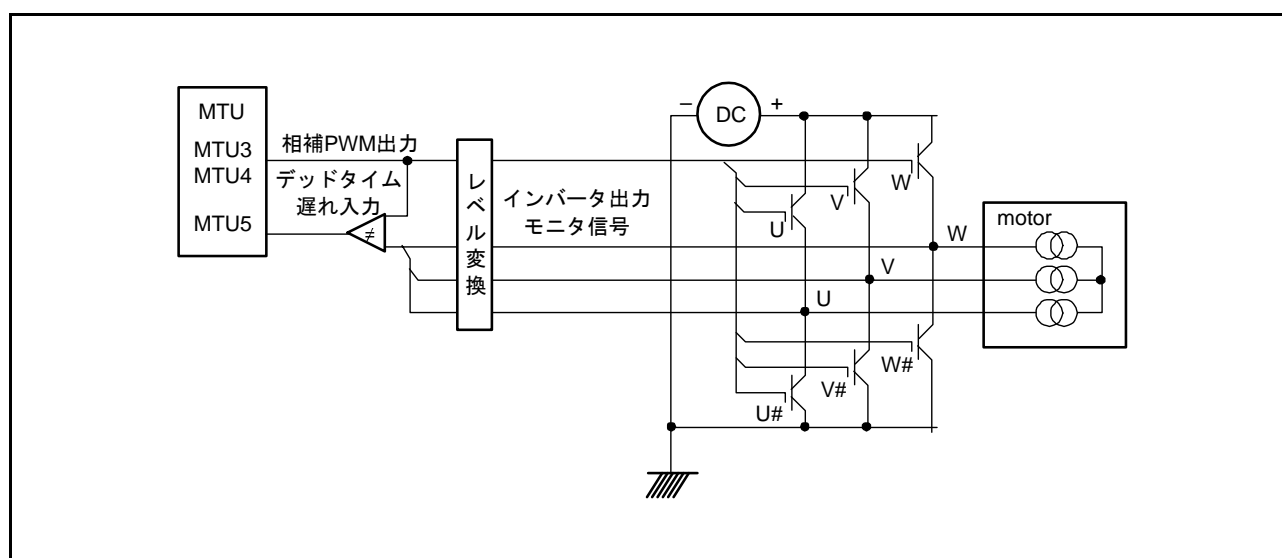 MTU
MTU3
MTU4
MTU5
相補PWM出力
デッドタイム
遅れ入力
≠
レベル変換
インバータ出力
モニタ信号
− DC +
U
V
W
W
V
U
motor
U#
V#
W#